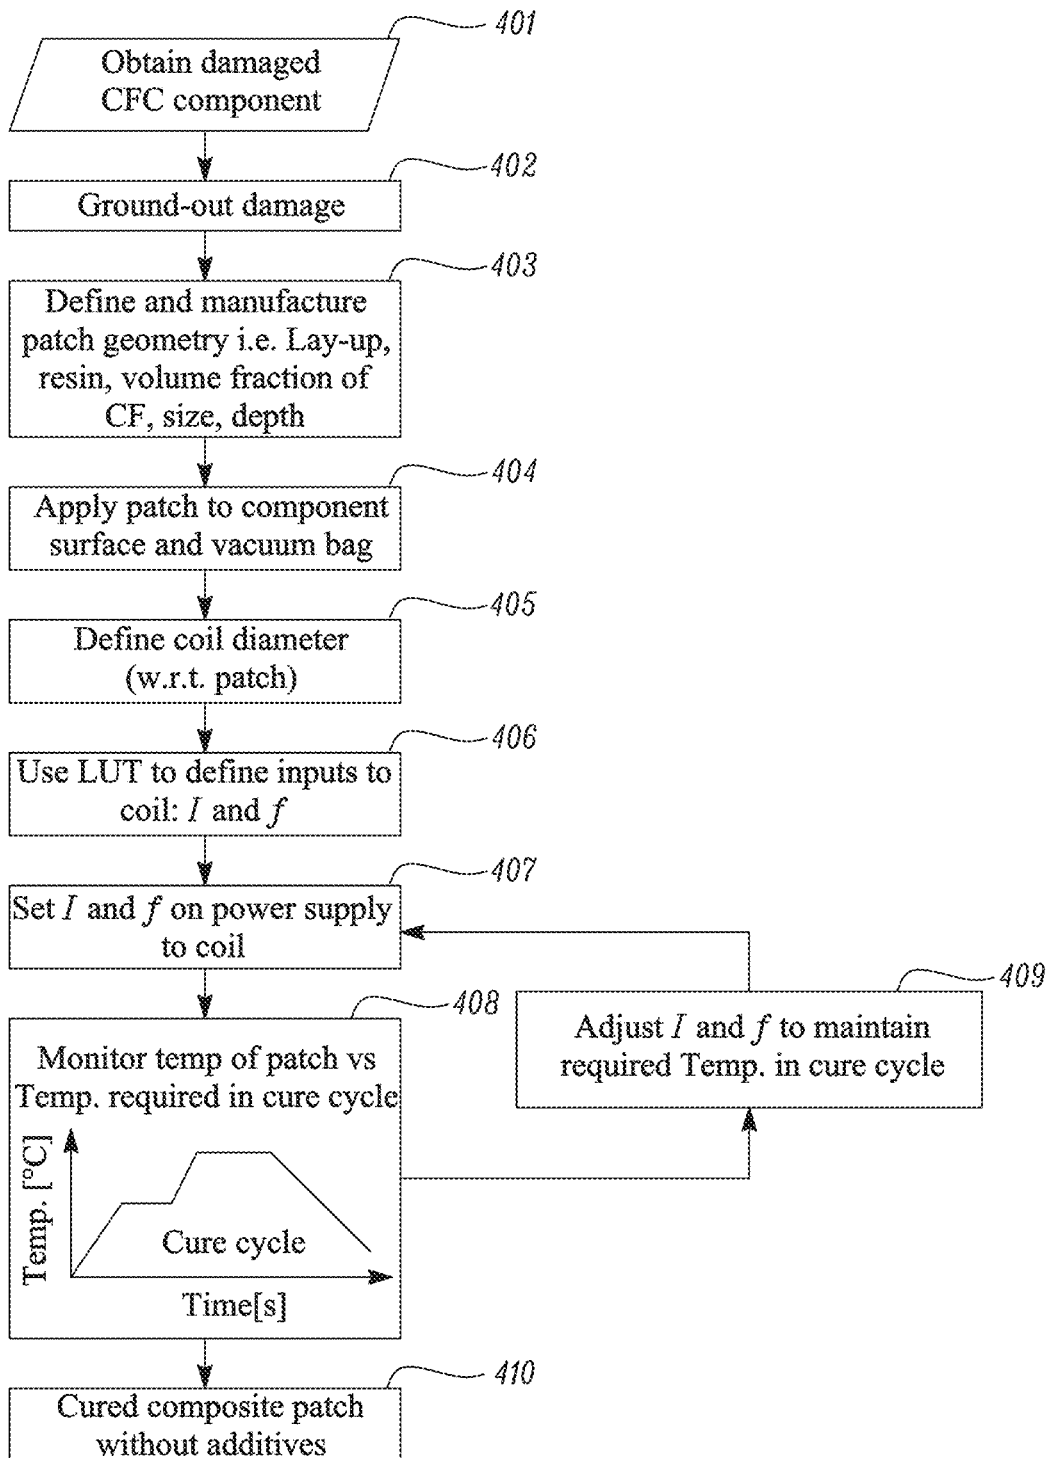 401
Obtain damaged
CFC component
402
Ground-out damage
403
Define and manufacture
patch geometry i.e. Lay-up,
resin, volume fraction of
CF, size, depth
404
Apply patch to component
surface and vacuum bag
405
Define coil diameter
(w.r.t. patch)
406
Use LUT to define inputs to
coil: I and f
407
Set I and f on power supply
to coil
408
Monitor temp of patch vs
Temp. required in cure cycle
Temp. [°C]
Cure cycle
Time[s]
409
Adjust I and f to maintain
required Temp. in cure cycle
410
Cured composite patch
without additives